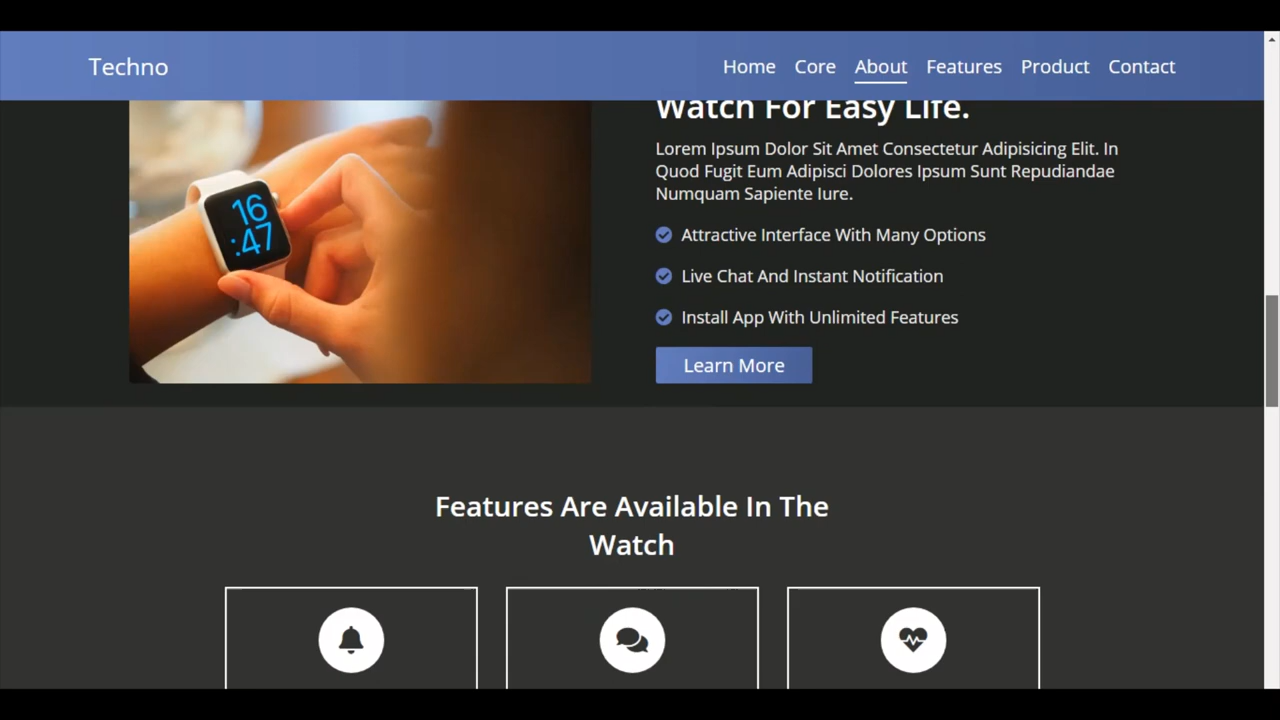 Techno
Home Core About Features Product Contact
Watch For Easy Life.
Lorem Ipsum Dolor Sit Amet Consectetur Adipisicing Elit. In
Quod Fugit Eum Adipisci Dolores Ipsum Sunt Repudiandae
Numquam Sapiente Iure.
16
:47
Attractive Interface With Many Options
Live Chat And Instant Notification
Install App With Unlimited Features
Learn More
Features Are Available In The
Watch